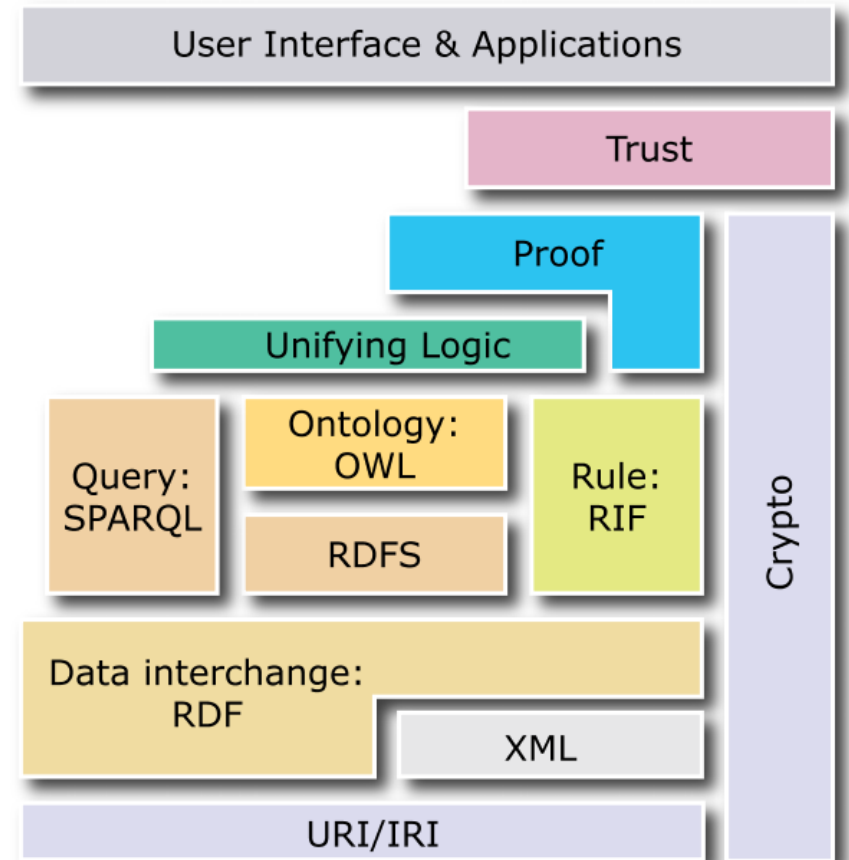 User Interface & Applications
Trust
Proof
Unifying Logic
Query:
SPARQL
Ontology:
OWL
RDFS
Rule:
RIF
Crypto
Data interchange:
RDF
XML
URI/IRI